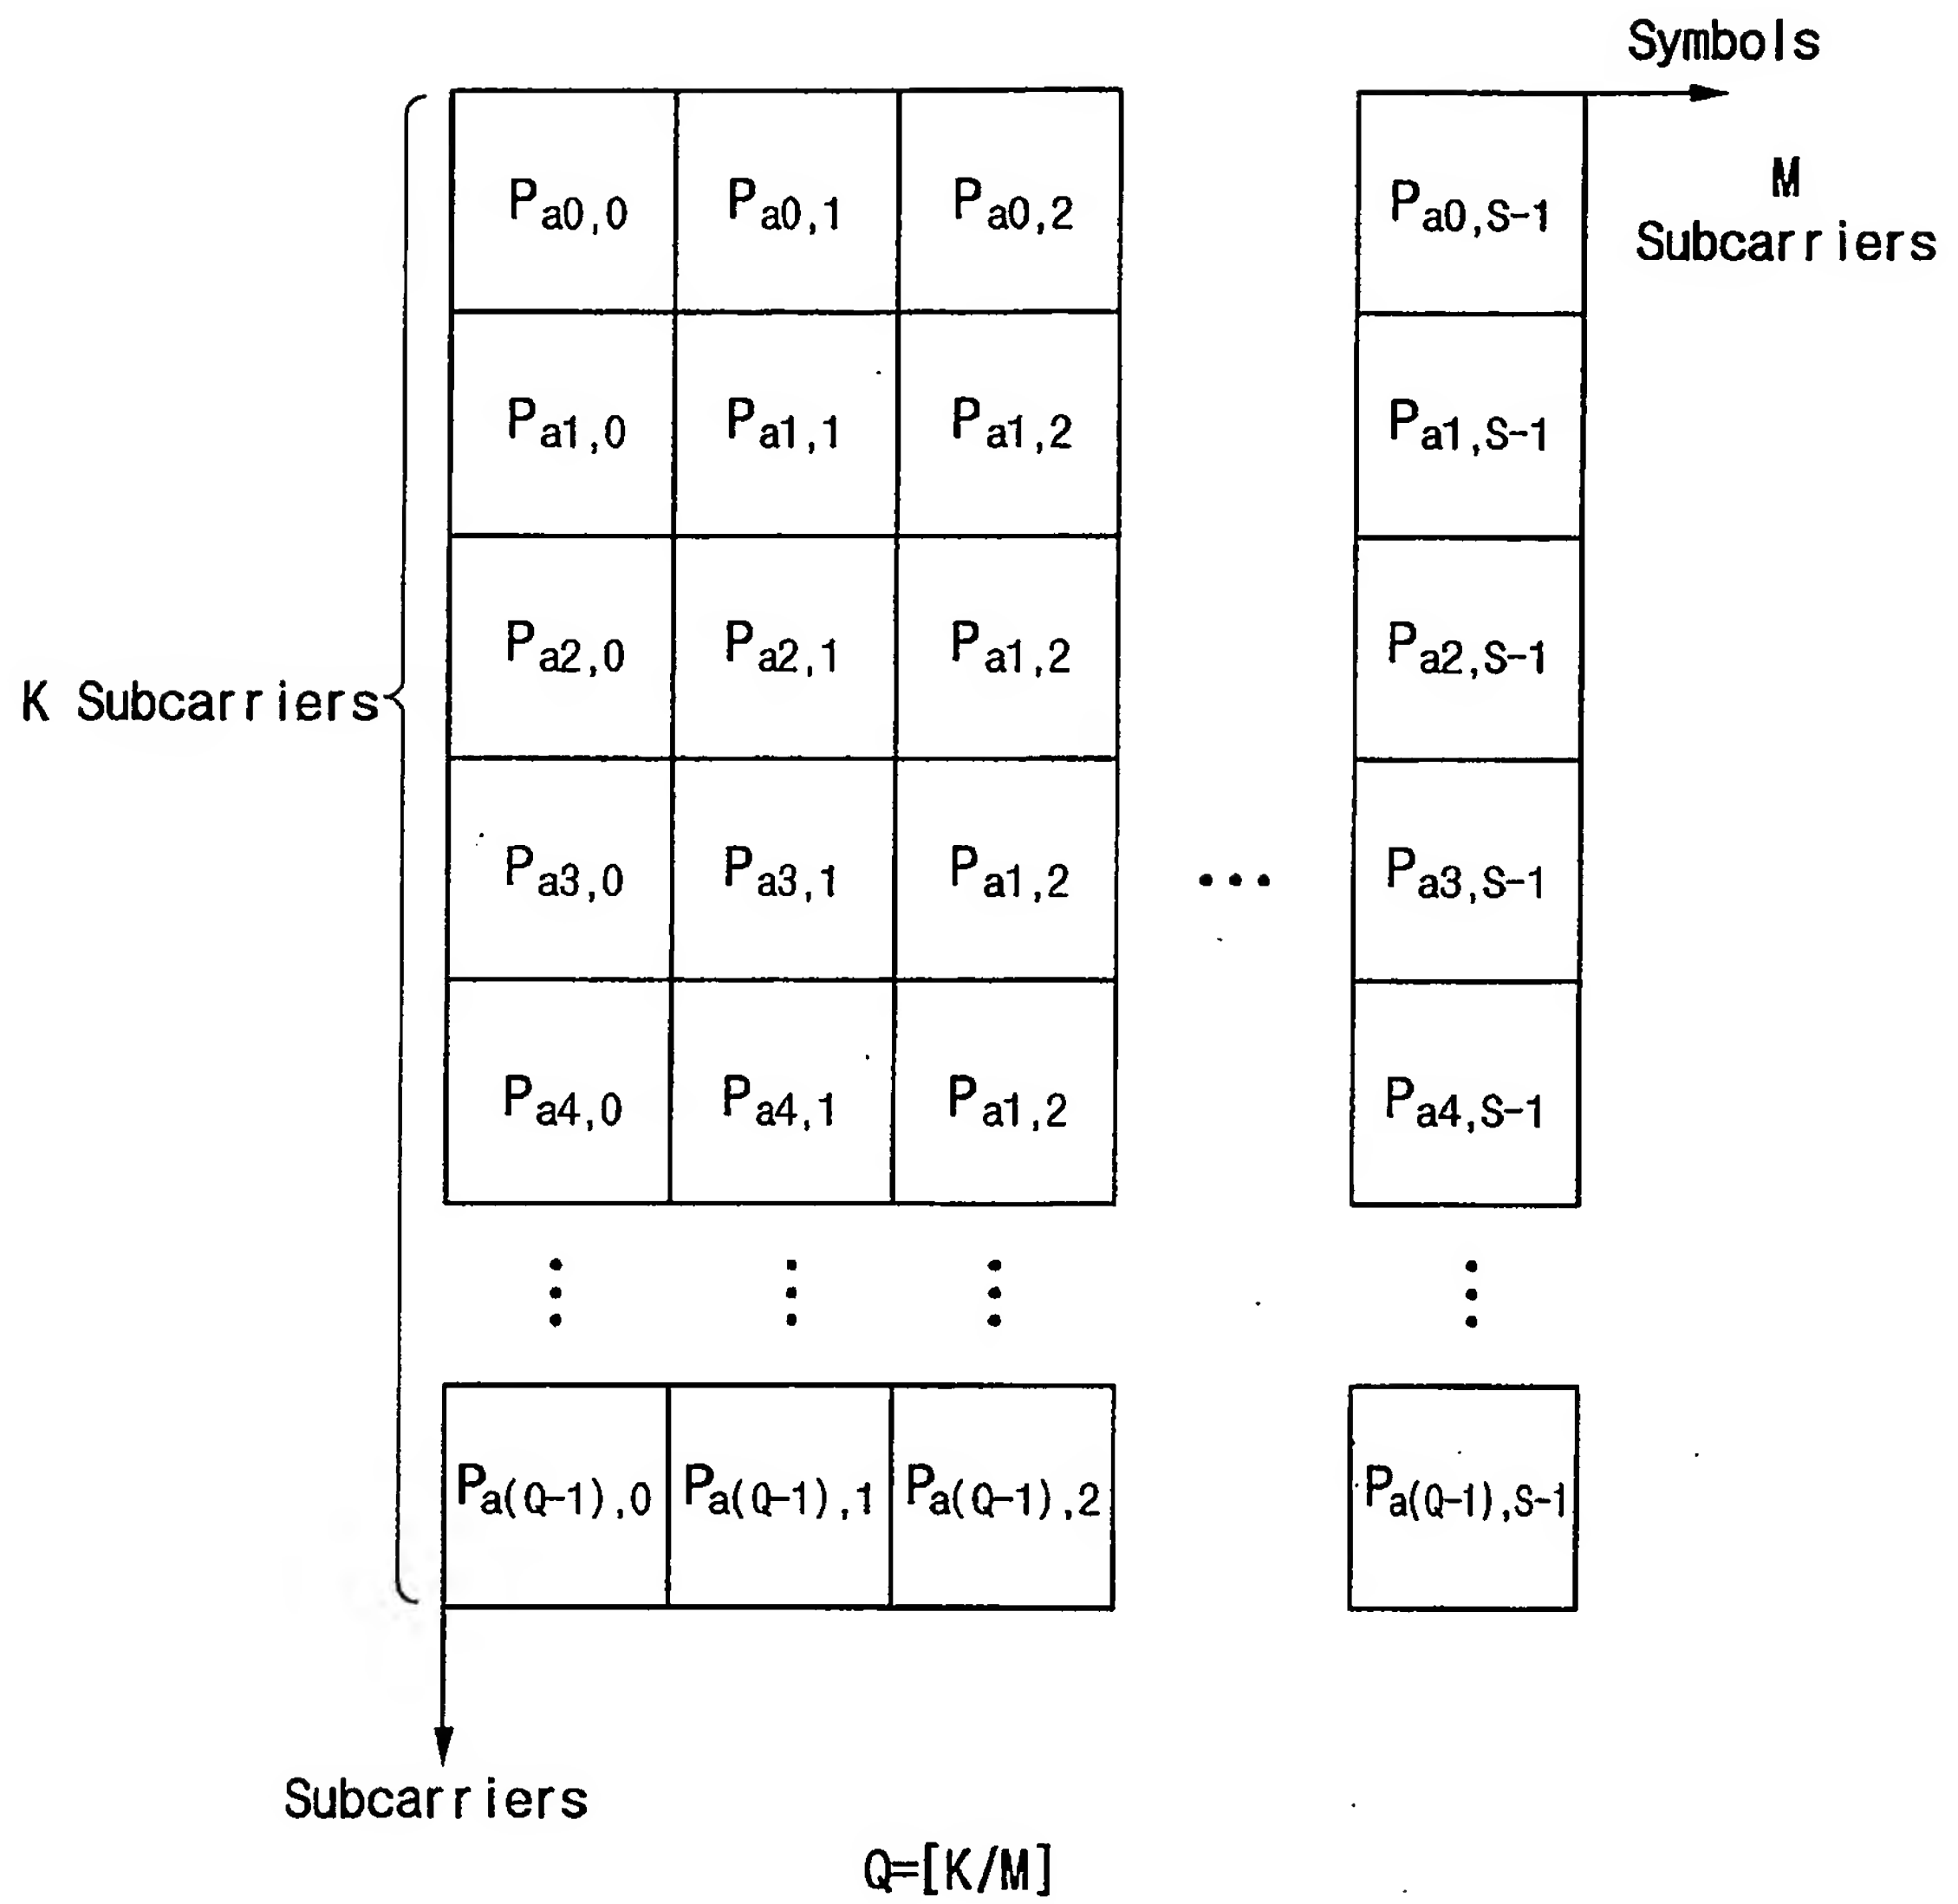 Symbols
M
Subcarriers
Pa0,0 Pa0,1 Pa0,2 Pa0,S-1
Pa1,0 Pa1,1 Pa1,2 Pa1,S-1
Pa2,0 Pa2,1 Pa1,2 Pa2,S-1
K Subcarriers
Pa3,0 Pa3,1 Pa1,2 ... Pa3,S-1
Pa4,0 Pa4,1 Pa1,2 Pa4,S-1
Pa(Q-1),0 Pa(Q-1),1 Pa(Q-1),2 Pa(Q-1),S-1
Subcarriers
Q=[K/M]